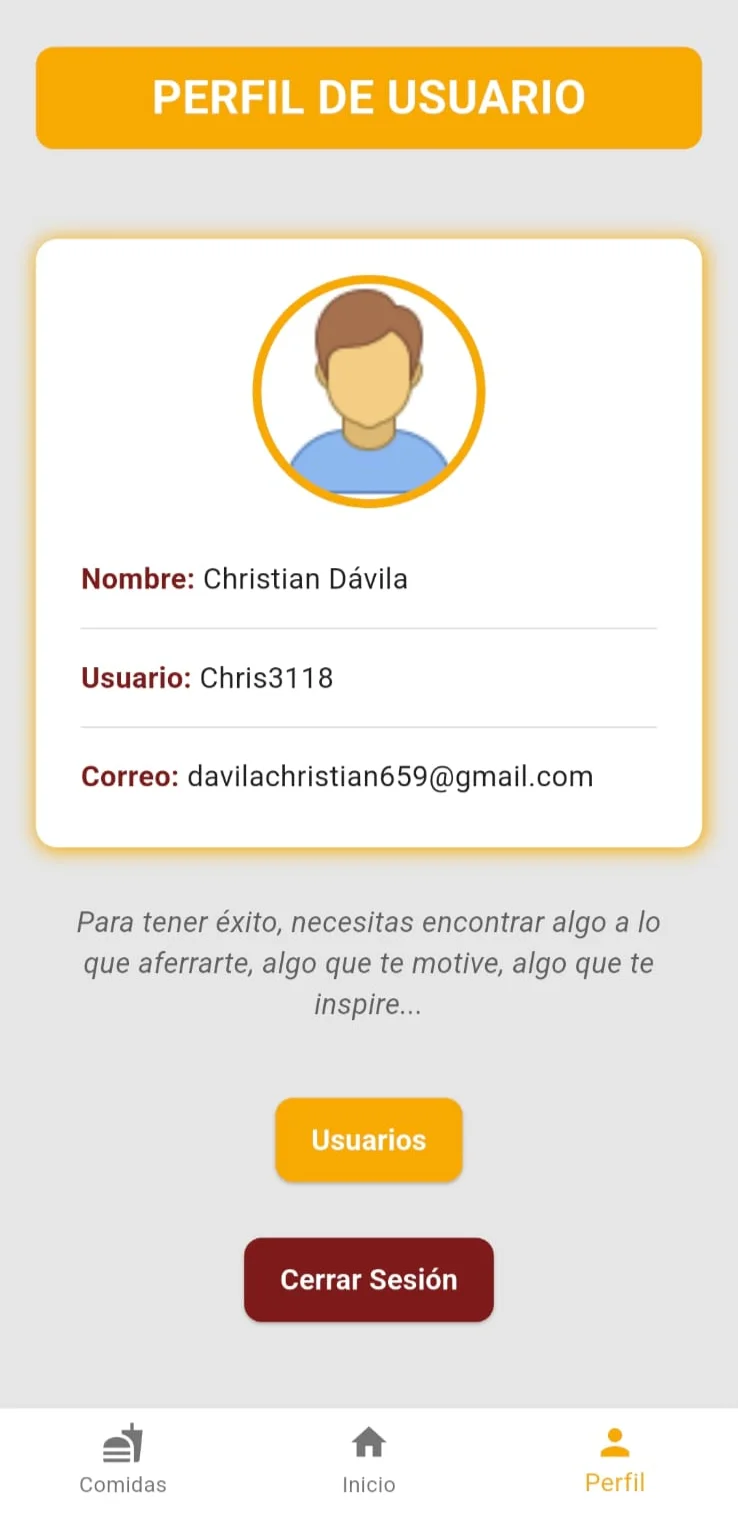 PERFIL DE USUARIO
Nombre: Christian Dávila
Usuario: Chris3118
Correo: davilachristian659@gmail.com
Para tener éxito, necesitas encontrar algo a lo
que aferrarte, algo que te motive, algo que te
inspire...
Usuarios
Cerrar Sesión
Comidas
Inicio
Perfil